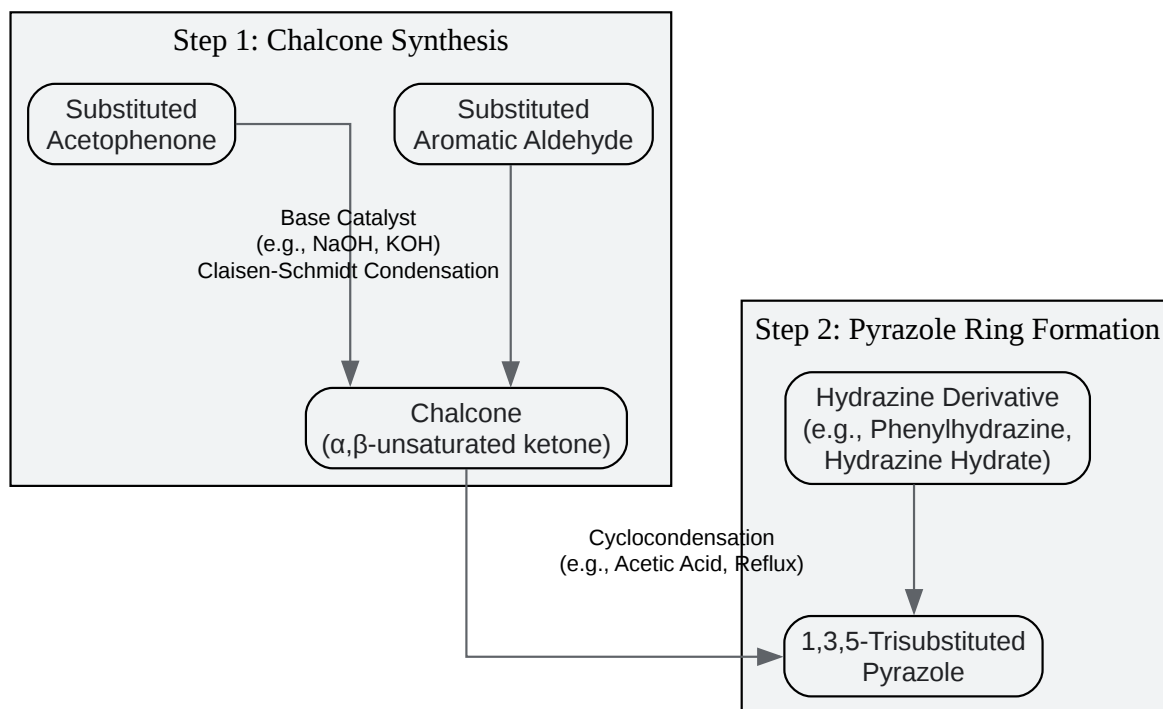 Step 1: Chalcone Synthesis
Substituted
Acetophenone
Substituted
Aromatic Aldehyde
Base Catalyst
(e.g., NaOH, KOH)
Claisen-Schmidt Condensation
Chalcone
(α,β-unsaturated ketone)
Step 2: Pyrazole Ring Formation
Hydrazine Derivative
(e.g., Phenylhydrazine,
Hydrazine Hydrate)
Cyclocondensation
(e.g., Acetic Acid, Reflux)
1,3,5-Trisubstituted
Pyrazole